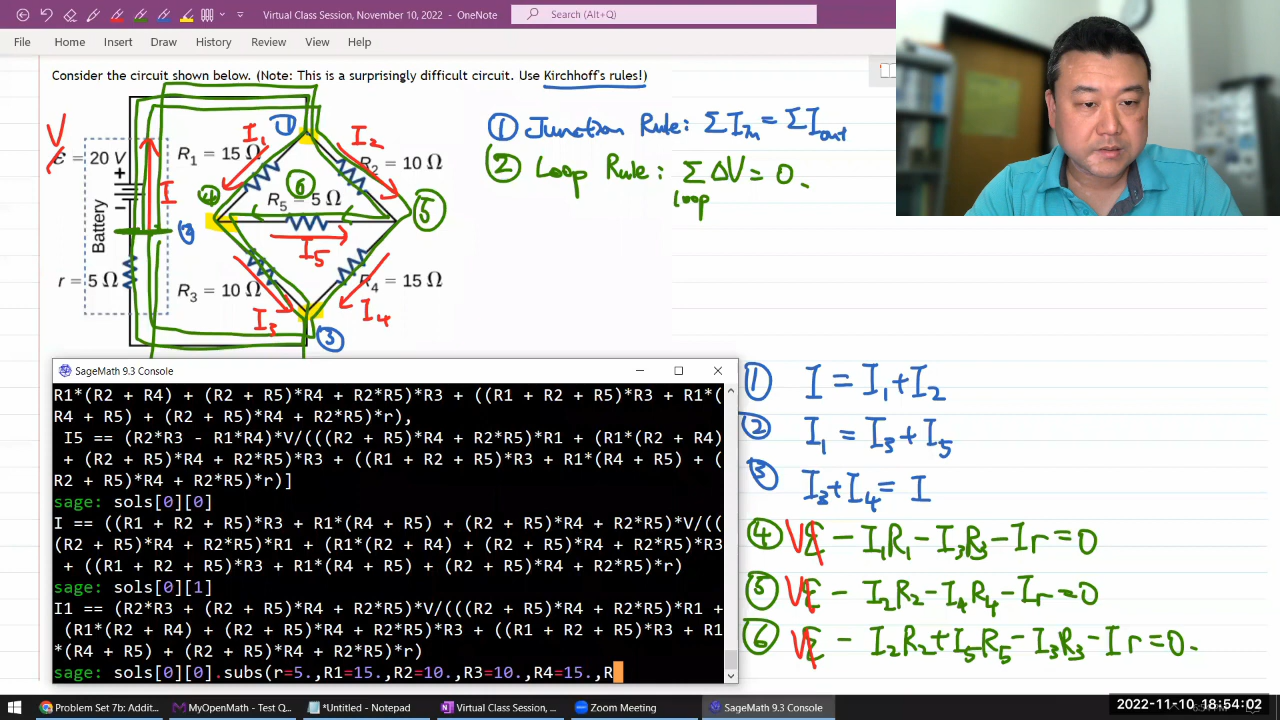 Virtual Class Session, November 10, 2022 - OneNote
Search (Alt+Q)
File Home Insert Draw History Review View Help
Consider the circuit shown below. (Note: This is a surprisingly difficult circuit. Use Kirchhoff's rules!)
① Junction Rule: ΣI_in = ΣI_out
② Loop Rule: Σ ΔV = 0.
loop
V
ε = 20 V
+
-
Battery
r = 5 Ω
I
R1 = 15 Ω
R2 = 10 Ω
R5 = 5 Ω
R3 = 10 Ω
R4 = 15 Ω
I1
I2
I5
I3
I4
①
②
③
④
⑤
⑥
① I = I1+I2
② I1 = I3+I5
③ I3+I4 = I
④ Vε - I1R1 - I3R3 - Ir = 0
⑤ Vε - I2R2 - I4R4 - Ir = 0
⑥ Vε - I2R2 + I5R5 - I3R3 - Ir = 0.
SageMath 9.3 Console
R1*(R2 + R4) + (R2 + R5)*R4 + R2*R5)*R3 + ((R1 + R2 + R5)*R3 + R1*(
R4 + R5) + (R2 + R5)*R4 + R2*R5)*r),
I5 == (R2*R3 - R1*R4)*V/(((R2 + R5)*R4 + R2*R5)*R1 + (R1*(R2 + R4)
+ (R2 + R5)*R4 + R2*R5)*R3 + ((R1 + R2 + R5)*R3 + R1*(R4 + R5) + (
R2 + R5)*R4 + R2*R5)*r)]
sage: sols[0][0]
I == ((R1 + R2 + R5)*R3 + R1*(R4 + R5) + (R2 + R5)*R4 + R2*R5)*V/((
(R2 + R5)*R4 + R2*R5)*R1 + (R1*(R2 + R4) + (R2 + R5)*R4 + R2*R5)*R3
+ ((R1 + R2 + R5)*R3 + R1*(R4 + R5) + (R2 + R5)*R4 + R2*R5)*r)
sage: sols[0][1]
I1 == (R2*R3 + (R2 + R5)*R4 + R2*R5)*V/(((R2 + R5)*R4 + R2*R5)*R1 +
(R1*(R2 + R4) + (R2 + R5)*R4 + R2*R5)*R3 + ((R1 + R2 + R5)*R3 + R1
*(R4 + R5) + (R2 + R5)*R4 + R2*R5)*r)
sage: sols[0][0].subs(r=5.,R1=15.,R2=10.,R3=10.,R4=15.,R
Problem Set 7b: Addit...
MyOpenMath - Test Q...
*Untitled - Notepad
Virtual Class Session, ...
Zoom Meeting
SageMath 9.3 Console
2022-11-10 18:54:02